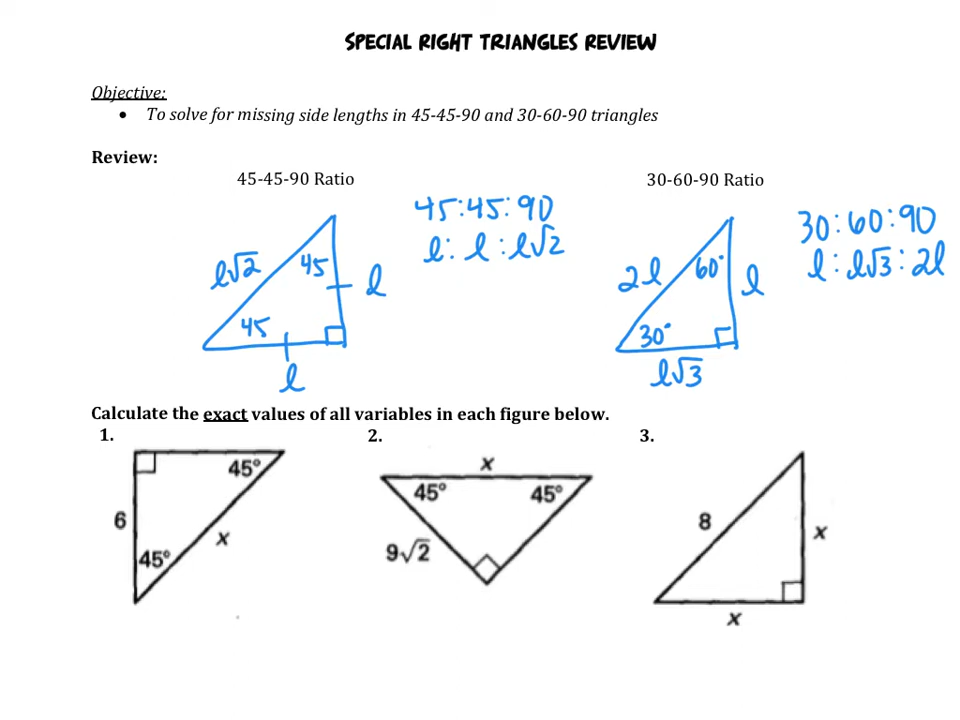 SPECIAL RIGHT TRIANGLES REVIEW
Objective:
• To solve for missing side lengths in 45-45-90 and 30-60-90 triangles
Review:
45-45-90 Ratio
45:45:90
l: l :l√2
l√2
45
l
45
l
30-60-90 Ratio
30:60:90
l:l√3:2l
2l
60°
l
30°
l√3
Calculate the exact values of all variables in each figure below.
1.
45°
6
x
45°
2.
x
45° 45°
9√2
3.
8
x
x